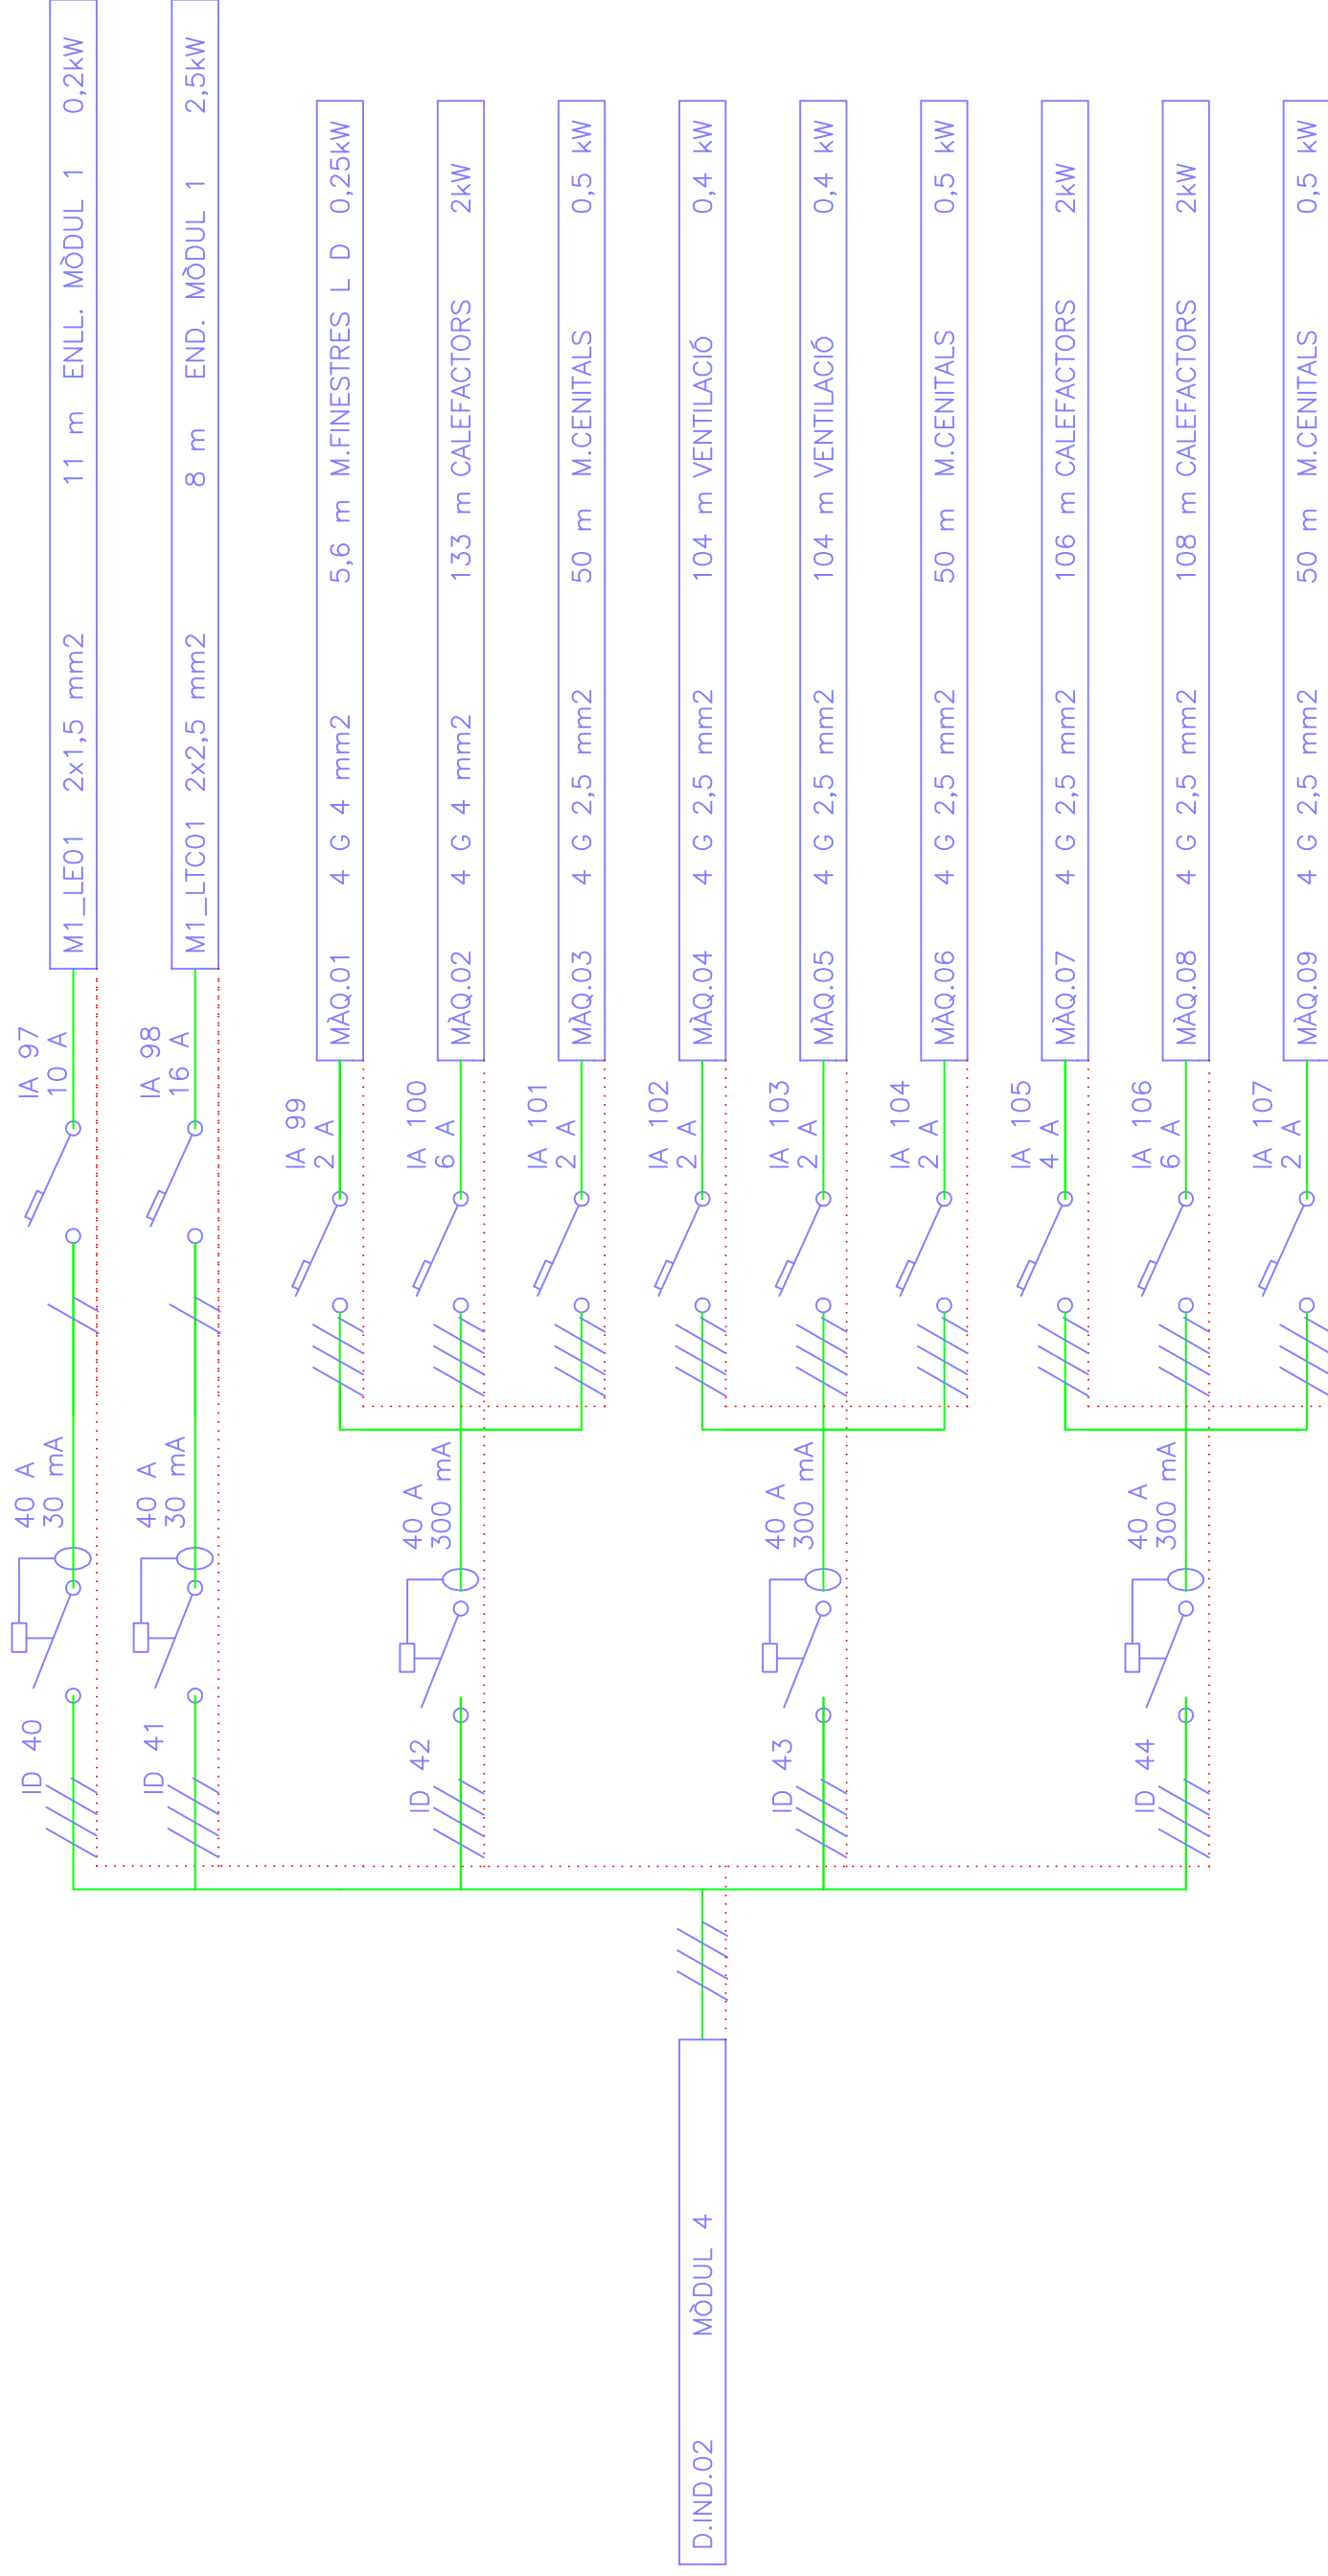 M1_LE01 2x1,5 mm2 11 m ENLL. MÒDUL 1 0,2kW
IA 97
10 A
40 A
30 mA
ID 40
M1_LTC01 2x2,5 mm2 8 m END. MÒDUL 1 2,5kW
IA 98
16 A
40 A
30 mA
ID 41
MÀQ.01 4 G 4 mm2 5,6 m M.FINESTRES L D 0,25kW
IA 99
2 A
MÀQ.02 4 G 4 mm2 133 m CALEFACTORS 2kW
IA 100
6 A
40 A
300 mA
ID 42
MÀQ.03 4 G 2,5 mm2 50 m M.CENITALS 0,5 kW
IA 101
2 A
MÀQ.04 4 G 2,5 mm2 104 m VENTILACIÓ 0,4 kW
IA 102
2 A
MÀQ.05 4 G 2,5 mm2 104 m VENTILACIÓ 0,4 kW
IA 103
2 A
40 A
300 mA
ID 43
MÀQ.06 4 G 2,5 mm2 50 m M.CENITALS 0,5 kW
IA 104
2 A
MÀQ.07 4 G 2,5 mm2 106 m CALEFACTORS 2kW
IA 105
4 A
MÀQ.08 4 G 2,5 mm2 108 m CALEFACTORS 2kW
IA 106
6 A
40 A
300 mA
ID 44
MÀQ.09 4 G 2,5 mm2 50 m M.CENITALS 0,5 kW
IA 107
2 A
D.IND.02 MÒDUL 4